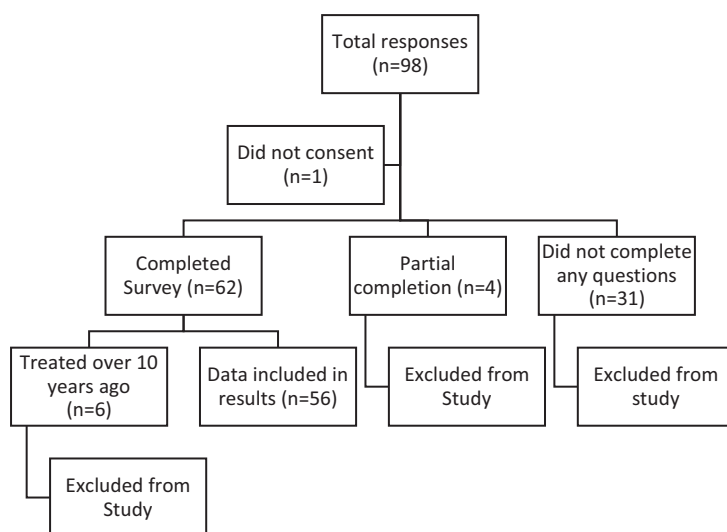 Total responses
(n=98)
Did not consent
(n=1)
Completed
Survey (n=62)
Partial
completion (n=4)
Did not complete
any questions
(n=31)
Treated over 10
years ago
(n=6)
Data included in
results (n=56)
Excluded from
Study
Excluded from
study
Excluded from
Study